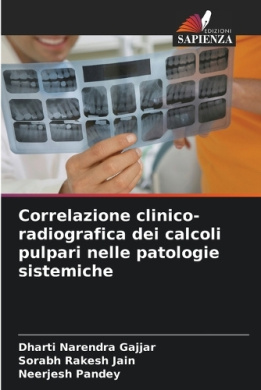 EDIZIONI
SAPIENZA
Correlazione clinico-
radiografica dei calcoli
pulpari nelle patologie
sistemiche
Dharti Narendra Gajjar
Sorabh Rakesh Jain
Neerjesh Pandey